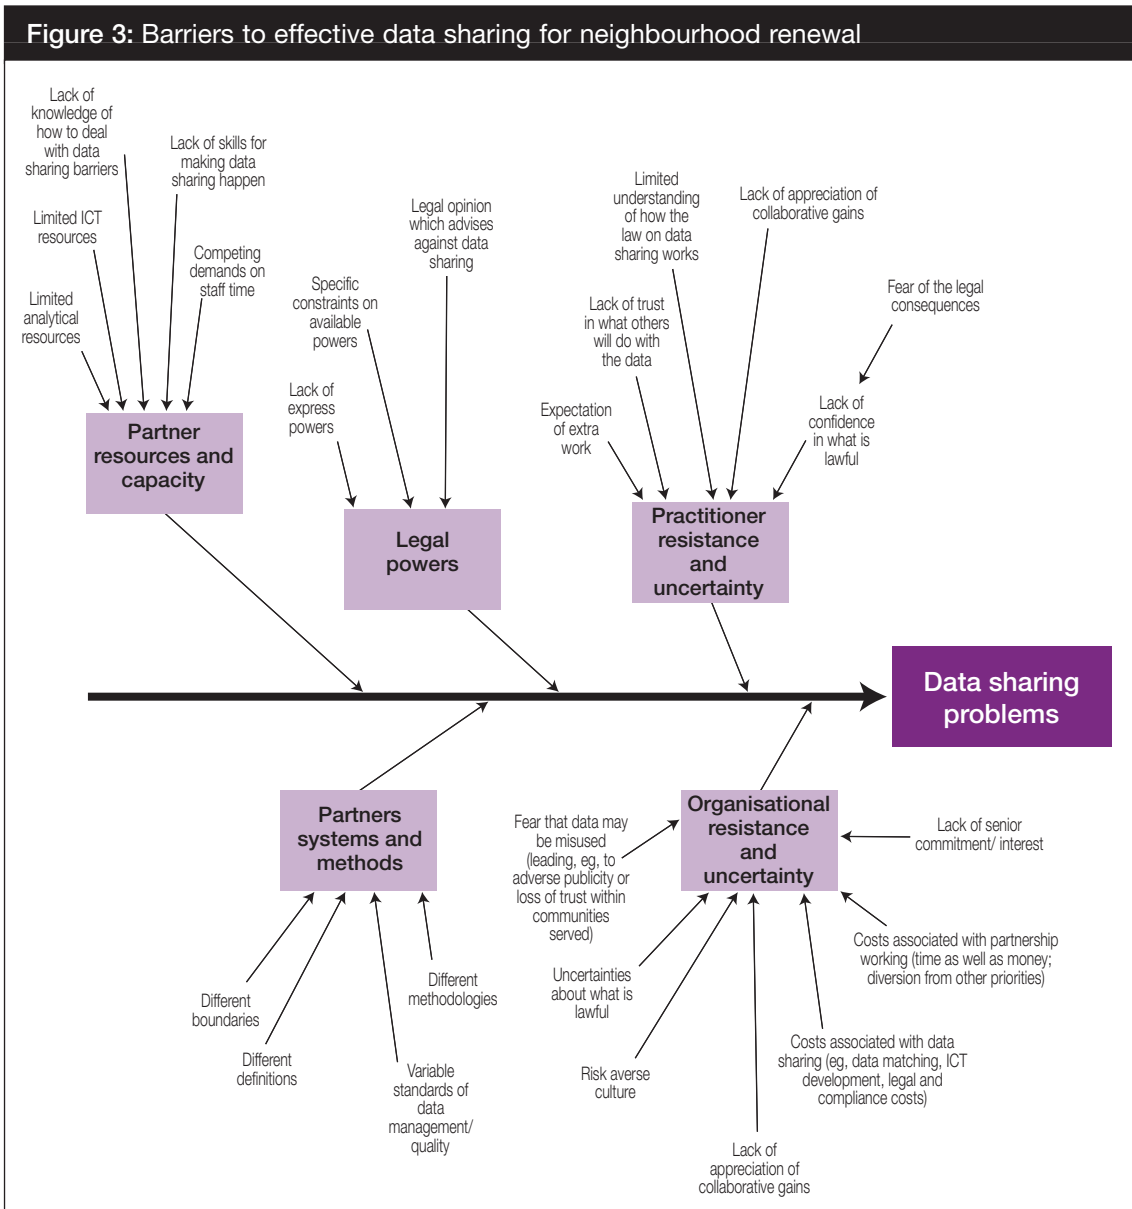 Figure 3: Barriers to effective data sharing for neighbourhood renewal
Lack of
knowledge of
how to deal
with data
sharing barriers
Lack of skills for
making data
sharing happen
Limited ICT
resources
Competing
demands on
staff time
Limited
analytical
resources
Partner
resources and
capacity
Legal opinion
which advises
against data
sharing
Specific
constraints on
available
powers
Lack of
express
powers
Legal
powers
Limited
understanding
of how the
law on data
sharing works
Lack of appreciation of
collaborative gains
Fear of the legal
consequences
Lack of trust
in what others
will do with
the data
Expectation
of extra
work
Lack of
confidence
in what is
lawful
Practitioner
resistance
and
uncertainty
Data sharing
problems
Partners
systems and
methods
Different
boundaries
Different
definitions
Variable
standards of
data
management/
quality
Different
methodologies
Organisational
resistance
and
uncertainty
Fear that data may
be misused
(leading, eg, to
adverse publicity or
loss of trust within
communities
served)
Lack of senior
commitment/ interest
Uncertainties
about what is
lawful
Costs associated with partnership
working (time as well as money;
diversion from other priorities)
Risk averse
culture
Costs associated with data
sharing (eg, data matching, ICT
development, legal and
compliance costs)
Lack of
appreciation of
collaborative gains